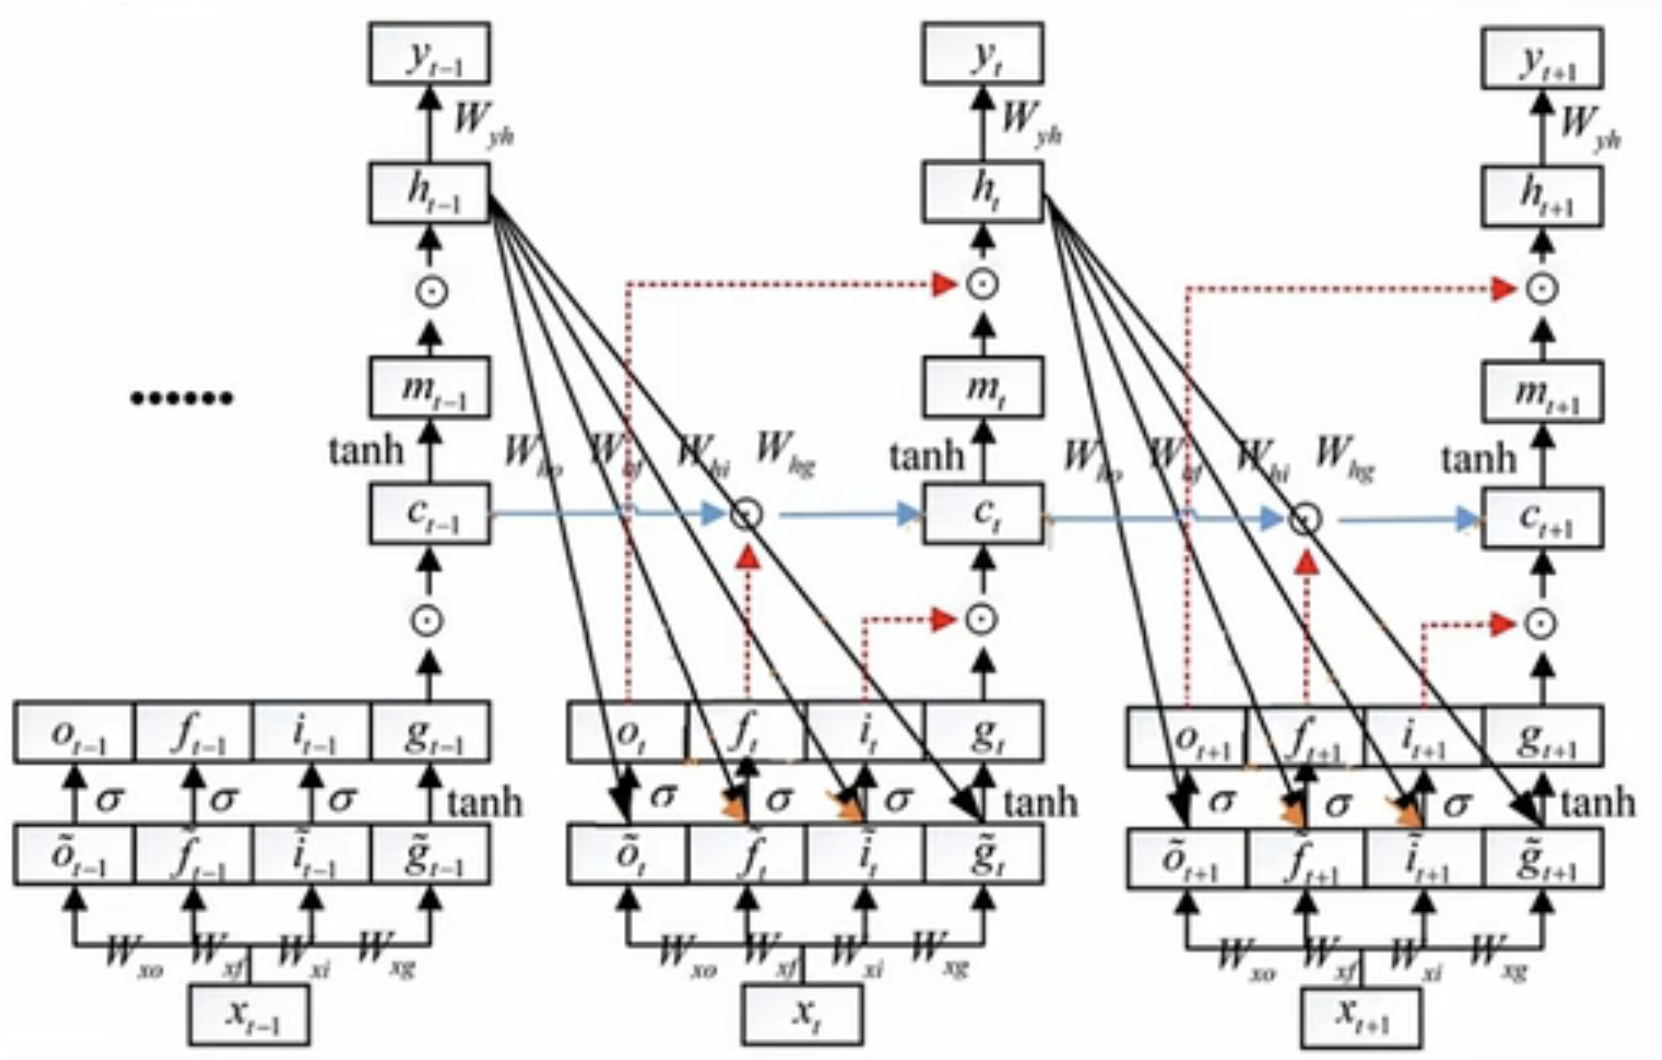 y_{t-1} y_t y_{t+1}
W_{yh} W_{yh} W_{yh}
h_{t-1} h_t h_{t+1}
⊙ ⊙ ⊙
m_{t-1} m_t m_{t+1}
......
tanh W_{ho} W_{hf} W_{hi} W_{hg} tanh W_{ho} W_{hf} W_{hi} W_{hg} tanh
c_{t-1} ⊙ c_t ⊙ c_{t+1}
⊙ ⊙ ⊙
o_{t-1} f_{t-1} i_{t-1} g_{t-1} o_t f_t i_t g_t o_{t+1} f_{t+1} i_{t+1} g_{t+1}
σ σ σ tanh σ σ σ tanh σ σ σ tanh
õ_{t-1} f̃_{t-1} ĩ_{t-1} g̃_{t-1} õ_t f̃_t ĩ_t g̃_t õ_{t+1} f̃_{t+1} ĩ_{t+1} g̃_{t+1}
W_{xo} W_{xf} W_{xi} W_{xg} W_{xo} W_{xf} W_{xi} W_{xg} W_{xo} W_{xf} W_{xi} W_{xg}
x_{t-1} x_t x_{t+1}